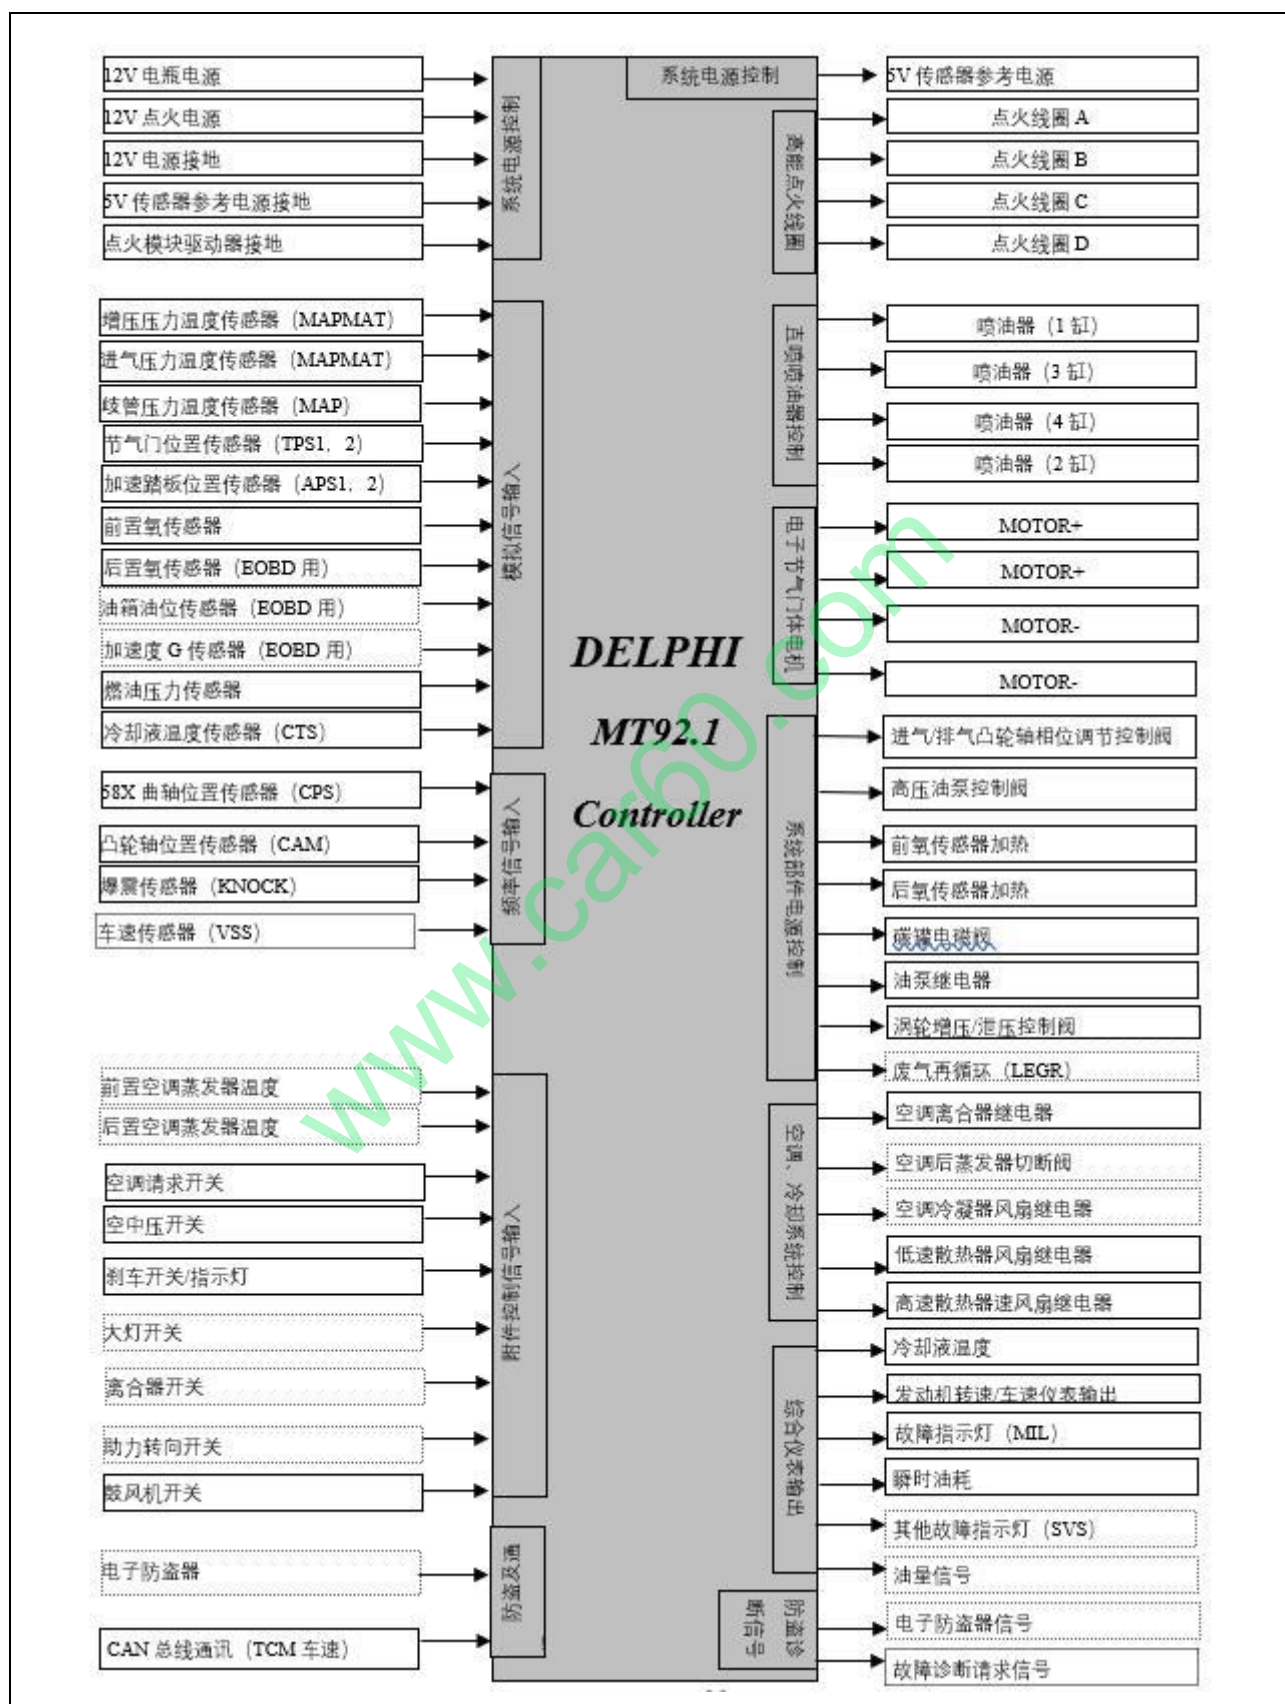 12V 电瓶电源
12V 点火电源
12V 电源接地
5V 传感器参考电源接地
点火模块驱动器接地
系统电源控制
增压压力温度传感器（MAPMAT）
进气压力温度传感器（MAPMAT）
歧管压力温度传感器（MAP）
节气门位置传感器（TPS1，2）
加速踏板位置传感器（APS1，2）
前置氧传感器
后置氧传感器（EOBD 用）
油箱油位传感器（EOBD 用）
加速度 G 传感器（EOBD 用）
燃油压力传感器
冷却液温度传感器（CTS）
模拟信号输入
58X 曲轴位置传感器（CPS）
凸轮轴位置传感器（CAM）
爆震传感器（KNOCK）
车速传感器（VSS）
频率信号输入
前置空调蒸发器温度
后置空调蒸发器温度
空调请求开关
空中压开关
刹车开关/指示灯
大灯开关
离合器开关
助力转向开关
鼓风机开关
附件控制信号输入
电子防盗器
CAN 总线通讯（TCM 车速）
防盗及通
DELPHI
MT92.1
Controller
系统电源控制
5V 传感器参考电源
高能点火线圈
点火线圈 A
点火线圈 B
点火线圈 C
点火线圈 D
直喷喷油器控制
喷油器（1 缸）
喷油器（3 缸）
喷油器（4 缸）
喷油器（2 缸）
电子节气门体电机
MOTOR+
MOTOR+
MOTOR-
MOTOR-
系统部件电源控制
进气/排气凸轮轴相位调节控制阀
高压油泵控制阀
前氧传感器加热
后氧传感器加热
碳罐电磁阀
油泵继电器
涡轮增压/泄压控制阀
废气再循环（LEGR）
空调、冷却系统控制
空调离合器继电器
空调后蒸发器切断阀
空调冷凝器风扇继电器
低速散热器风扇继电器
高速散热器速风扇继电器
综合仪表输出
冷却液温度
发动机转速/车速仪表输出
故障指示灯（MIL）
瞬时油耗
其他故障指示灯（SVS）
油量信号
防盗诊
断信号
电子防盗器信号
故障诊断请求信号
www.car60.com